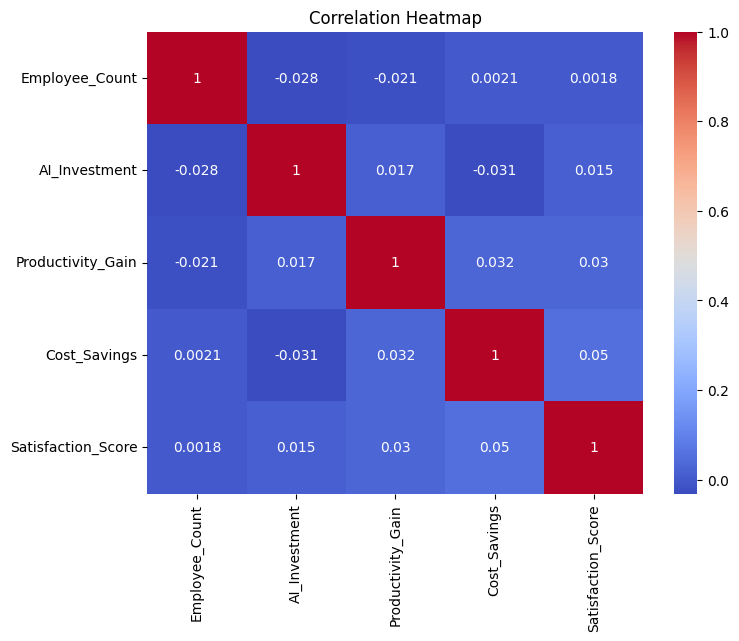 Correlation Heatmap
Employee_Count 1 -0.028 -0.021 0.0021 0.0018
AI_Investment -0.028 1 0.017 -0.031 0.015
Productivity_Gain -0.021 0.017 1 0.032 0.03
Cost_Savings 0.0021 -0.031 0.032 1 0.05
Satisfaction_Score 0.0018 0.015 0.03 0.05 1
Employee_Count
AI_Investment
Productivity_Gain
Cost_Savings
Satisfaction_Score
1.0
0.8
0.6
0.4
0.2
0.0